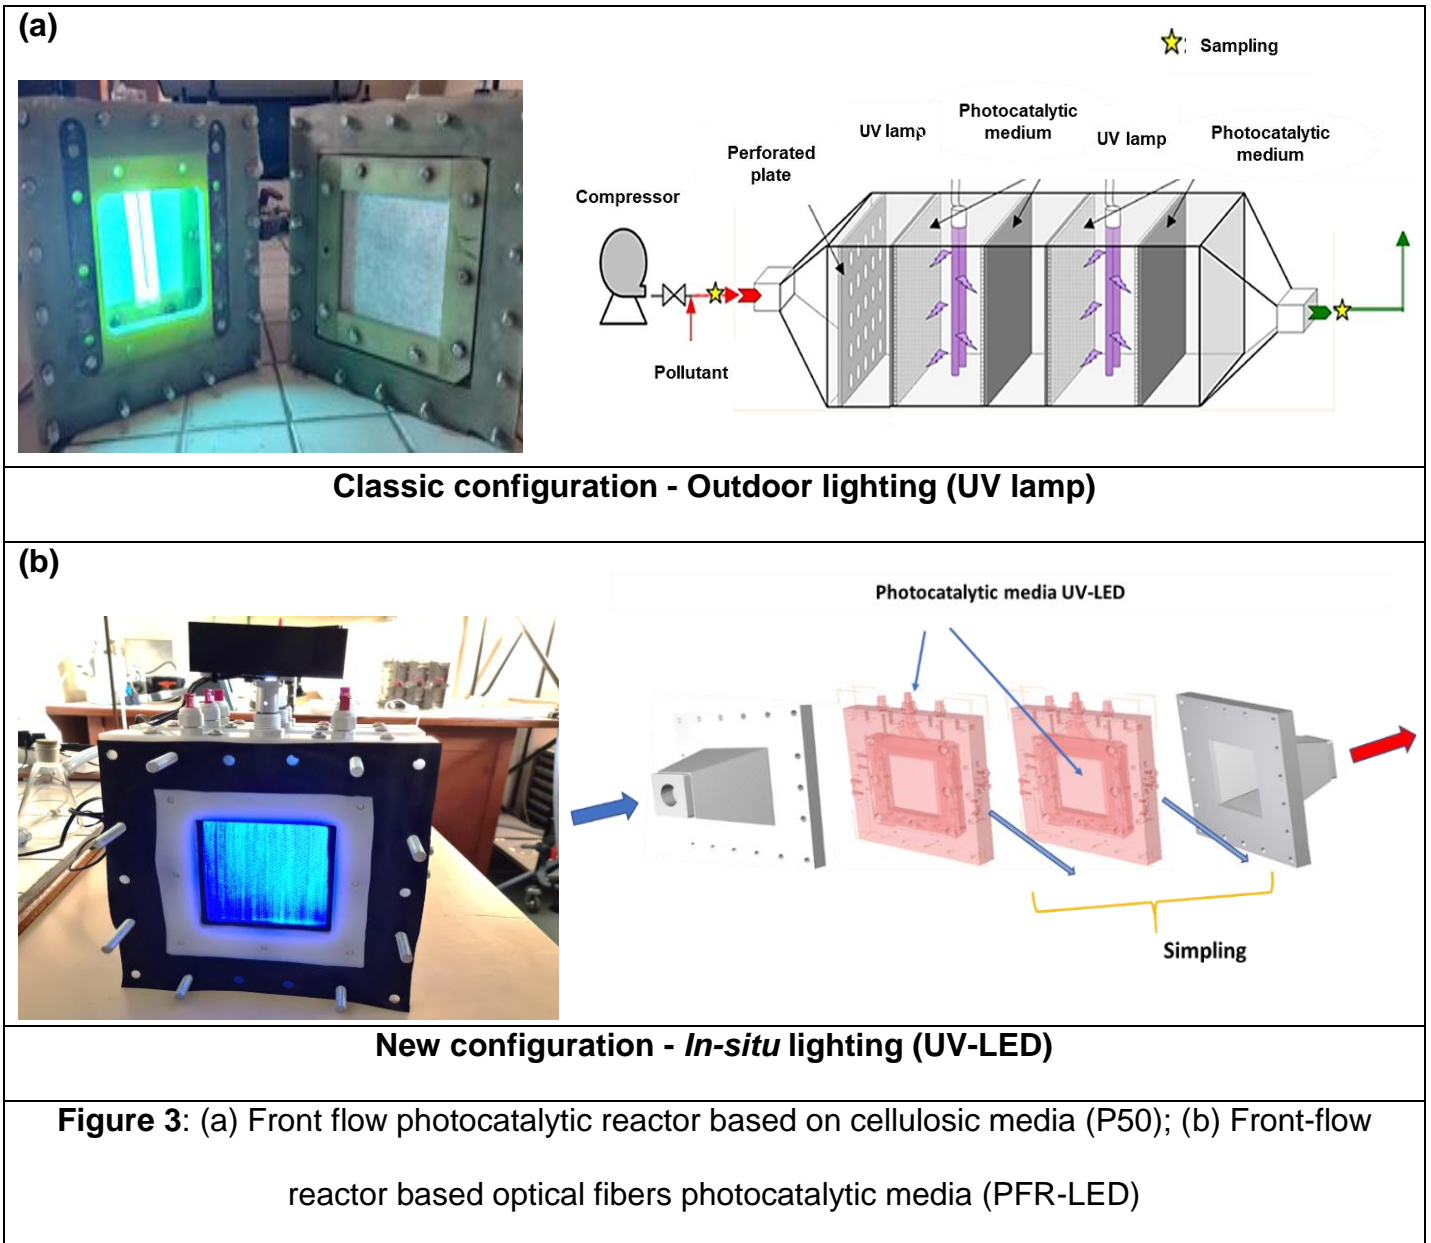 (a)
Sampling
Photocatalytic
medium
UV lamp
UV lamp
Photocatalytic
medium
Perforated
plate
Compressor
Pollutant
Classic configuration - Outdoor lighting (UV lamp)
(b)
Photocatalytic media UV-LED
Simpling
New configuration - In-situ lighting (UV-LED)
Figure 3: (a) Front flow photocatalytic reactor based on cellulosic media (P50); (b) Front-flow
reactor based optical fibers photocatalytic media (PFR-LED)